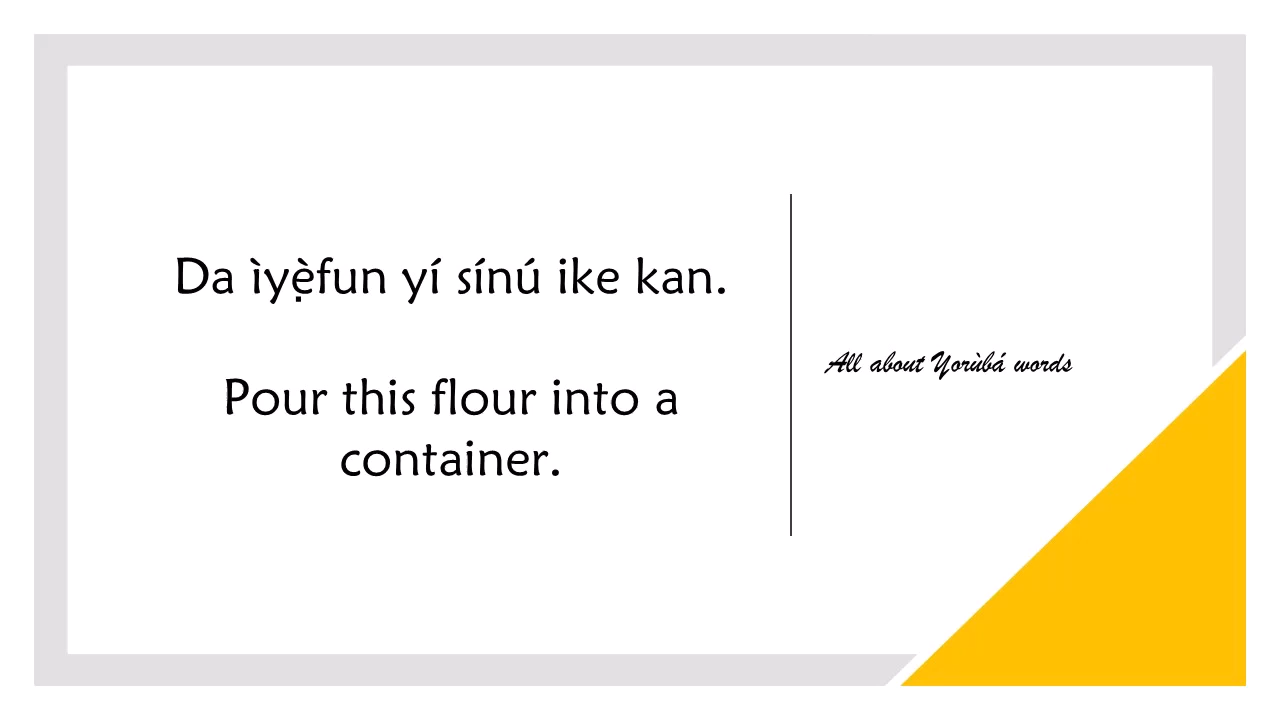 Da ìyẹ̀fun yí sínú ike kan.
Pour this flour into a
container.
All about Yorùbá words